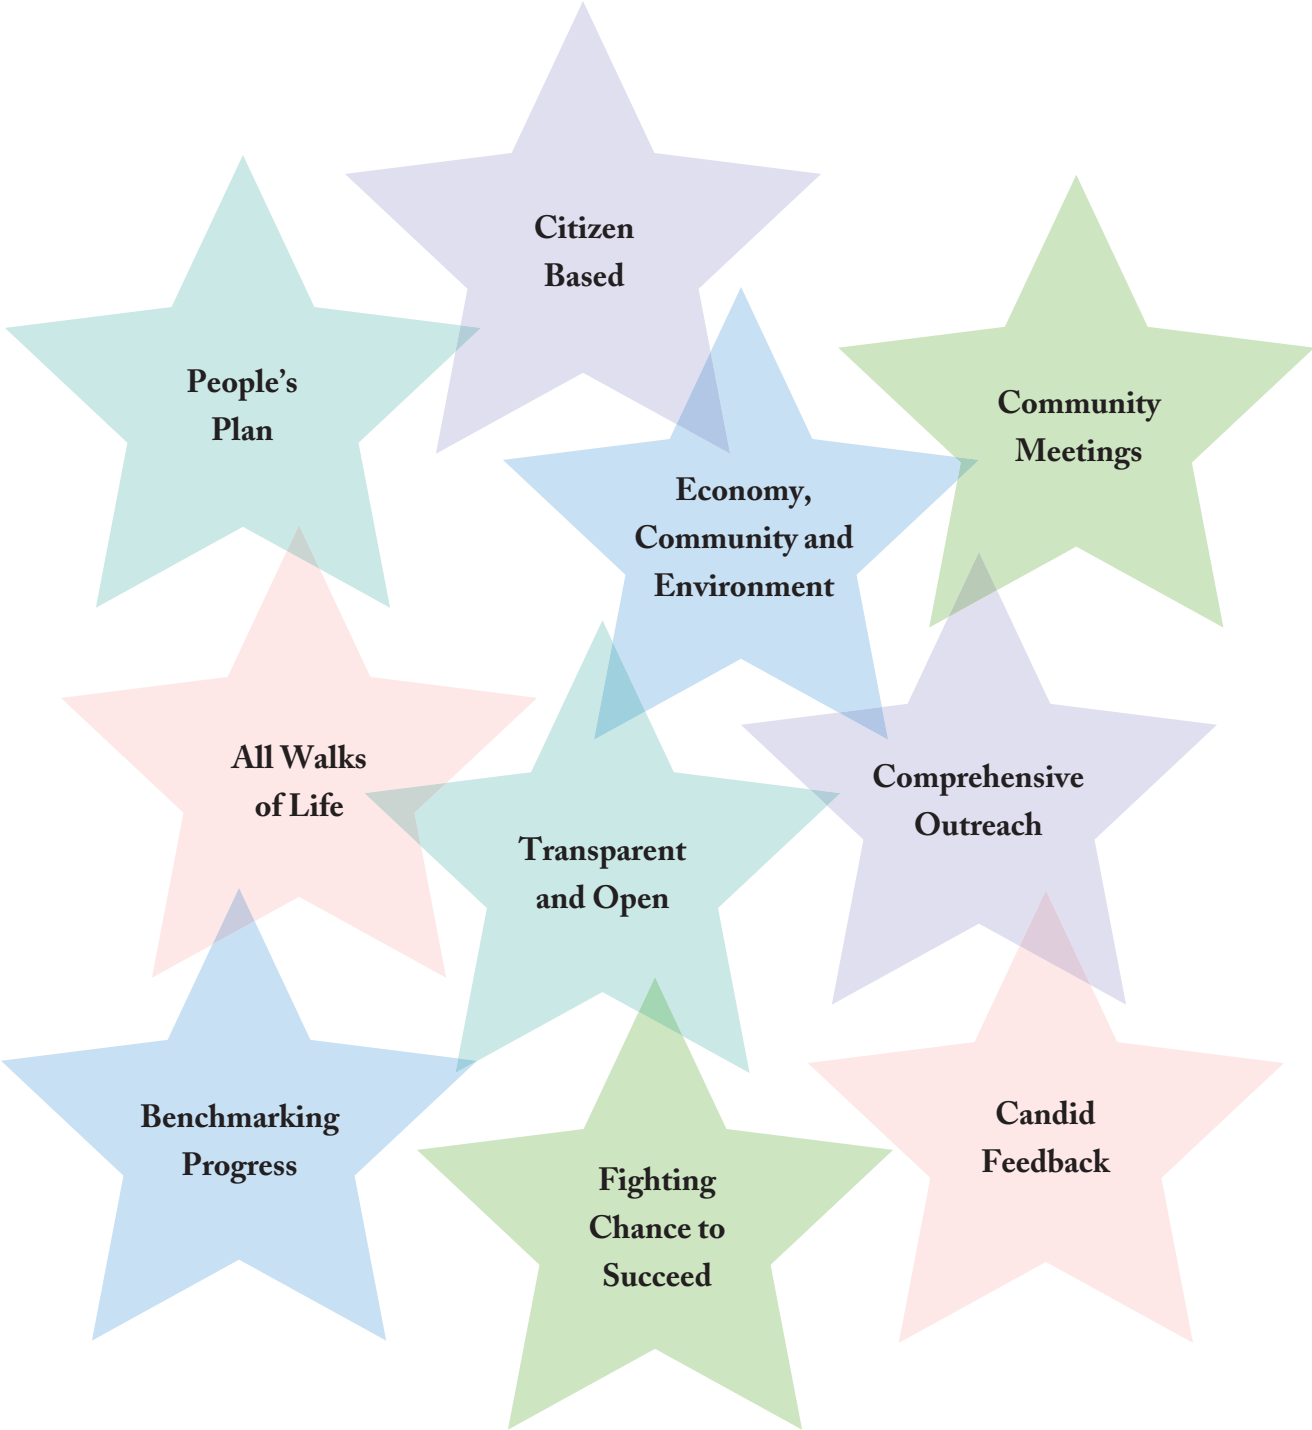 Citizen
Based
People’s
Plan
Community
Meetings
Economy,
Community and
Environment
All Walks
of Life
Comprehensive
Outreach
Transparent
and Open
Benchmarking
Progress
Candid
Feedback
Fighting
Chance to
Succeed